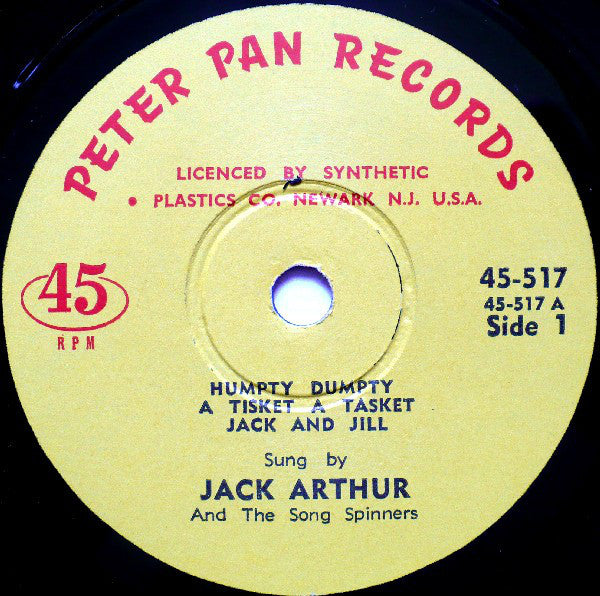 PETER PAN RECORDS
LICENCED BY SYNTHETIC
• PLASTICS CO. NEWARK N.J. U.S.A.
45
RPM
45-517
45-517 A
Side 1
HUMPTY DUMPTY
A TISKET A TASKET
JACK AND JILL
Sung by
JACK ARTHUR
And The Song Spinners